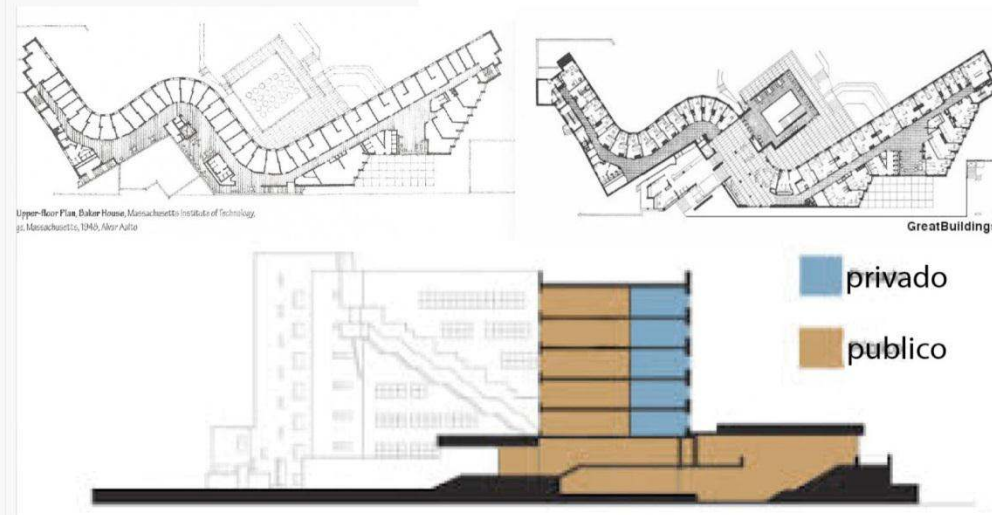 Upper-floor Plan, Baker House, Massachusetts Institute of Technology,
Massachusetts, 1948, Alvar Aalto
GreatBuildings
privado
publico